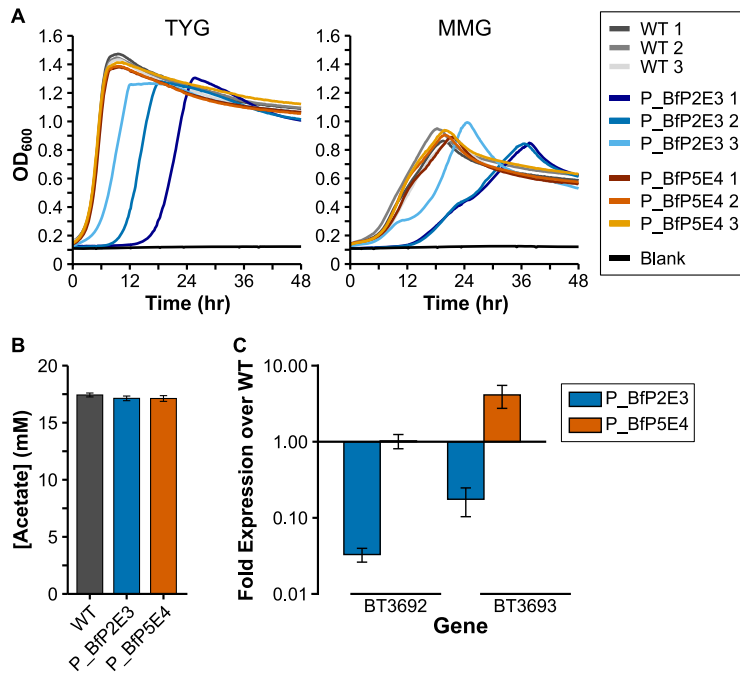 A
TYG
MMG
1.6
1.4
1.2
1.0
0.8
0.6
0.4
0.2
0
OD600
0 12 24 36 48
Time (hr)
1.6
1.4
1.2
1.0
0.8
0.6
0.4
0.2
0
0 12 24 36 48
Time (hr)
WT 1
WT 2
WT 3
P_BfP2E3 1
P_BfP2E3 2
P_BfP2E3 3
P_BfP5E4 1
P_BfP5E4 2
P_BfP5E4 3
Blank
B
20
15
10
5
0
[Acetate] (mM)
WT
P_BfP2E3
P_BfP5E4
C
10.00
1.00
0.10
0.01
Fold Expression over WT
BT3692
BT3693
Gene
P_BfP2E3
P_BfP5E4